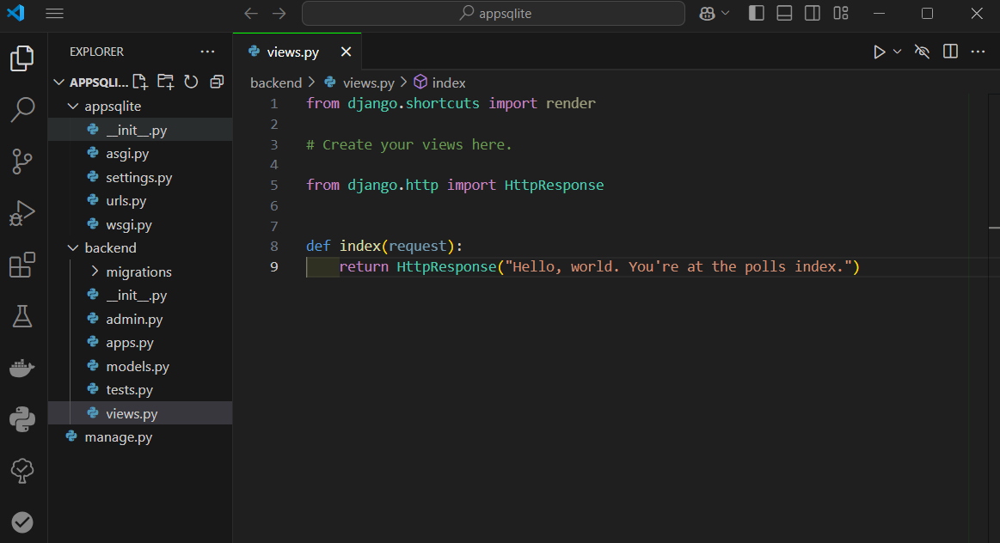 appsqlite
EXPLORER
views.py
APPSQLI...
backend > views.py > index
appsqlite
__init__.py
asgi.py
settings.py
urls.py
wsgi.py
backend
migrations
__init__.py
admin.py
apps.py
models.py
tests.py
views.py
manage.py
1 from django.shortcuts import render
2
3 # Create your views here.
4
5 from django.http import HttpResponse
6
7
8 def index(request):
9     return HttpResponse("Hello, world. You're at the polls index.")